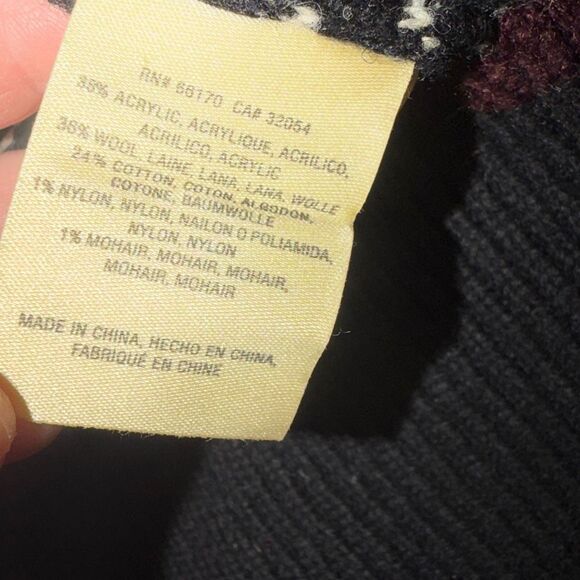 RN# 66170 CA# 32054
35% ACRYLIC, ACRYLIQUE, ACRILICO,
ACRILICO, ACRYLIC
36% WOOL, LAINE, LANA, LANA, WOLLE
24% COTTON, COTON, ALGODON,
COTONE, BAUMWOLLE
1% NYLON, NYLON, NAILON O POLIAMIDA,
NYLON, NYLON
1% MOHAIR, MOHAIR, MOHAIR,
MOHAIR, MOHAIR
MADE IN CHINA, HECHO EN CHINA,
FABRIQUÉ EN CHINE